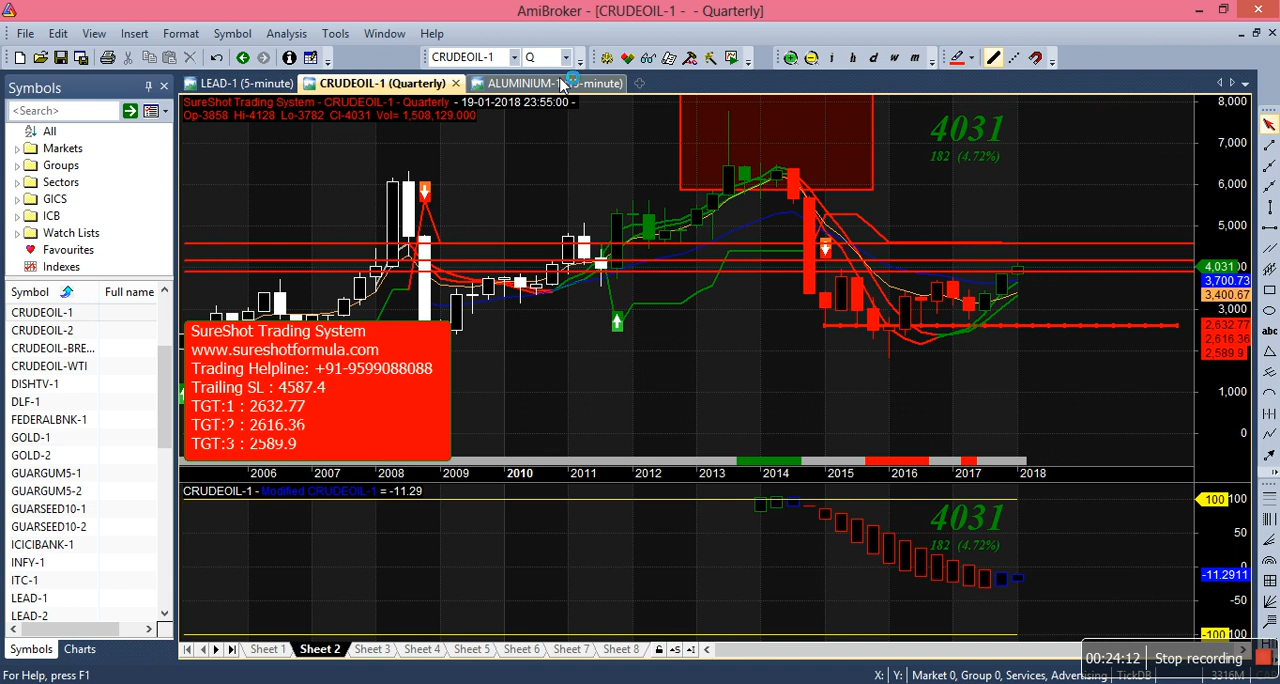 AmiBroker - [CRUDEOIL-1 - - Quarterly]
File Edit View Insert Format Symbol Analysis Tools Window Help
CRUDEOIL-1 Q i h d w m
Symbols
LEAD-1 (5-minute) CRUDEOIL-1 (Quarterly) ALUMINIUM-1 -minute)
<Search>
All
Markets
Groups
Sectors
GICS
ICB
Watch Lists
Favourites
Indexes
Symbol Full name
CRUDEOIL-1
CRUDEOIL-2
CRUDEOIL-BRE...
CRUDEOIL-WTI
DISHTV-1
DLF-1
FEDERALBNK-1
GOLD-1
GOLD-2
GUARGUM5-1
GUARGUM5-2
GUARSEED10-1
GUARSEED10-2
ICICIBANK-1
INFY-1
ITC-1
LEAD-1
LEAD-2
Symbols Charts
SureShot Trading System - CRUDEOIL-1 - Quarterly - 19-01-2018 23:55:00 -
Op-3858 Hi-4128 Lo-3782 Cl-4031 Vol= 1,508,129.000
4031
182 (4.72%)
8,000
7,000
6,000
5,000
4,031
3,700.73
3,400.67
3,000
2,632.77
2,616.36
2,589.9
1,000
0
SureShot Trading System
www.sureshotformula.com
Trading Helpline: +91-9599088088
Trailing SL : 4587.4
TGT:1 : 2632.77
TGT:2 : 2616.36
TGT:3 : 2589.9
2006 2007 2008 2009 2010 2011 2012 2013 2014 2015 2016 2017 2018
CRUDEOIL-1 - Modified CRUDEOIL-1 = -11.29
4031
182 (4.72%)
100 100
50
0
-11.2911
-50
-100 100
abc
Sheet 1 Sheet 2 Sheet 3 Sheet 4 Sheet 5 Sheet 6 Sheet 7 Sheet 8
00:24:12 Stop recording
For Help, press F1 X: Y: Market 0, Group 0, Services, Advertising TickDB 3316M